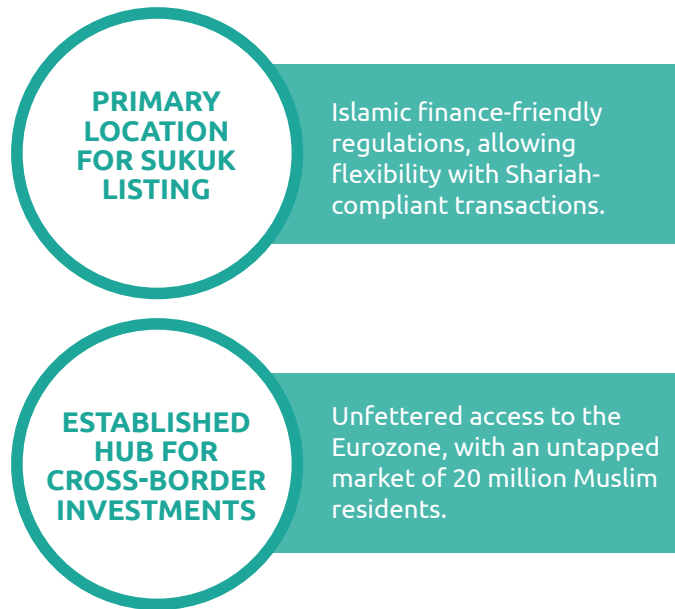 PRIMARY
LOCATION
FOR SUKUK
LISTING
Islamic finance-friendly
regulations, allowing
flexibility with Shariah-
compliant transactions.
ESTABLISHED
HUB FOR
CROSS-BORDER
INVESTMENTS
Unfettered access to the
Eurozone, with an untapped
market of 20 million Muslim
residents.